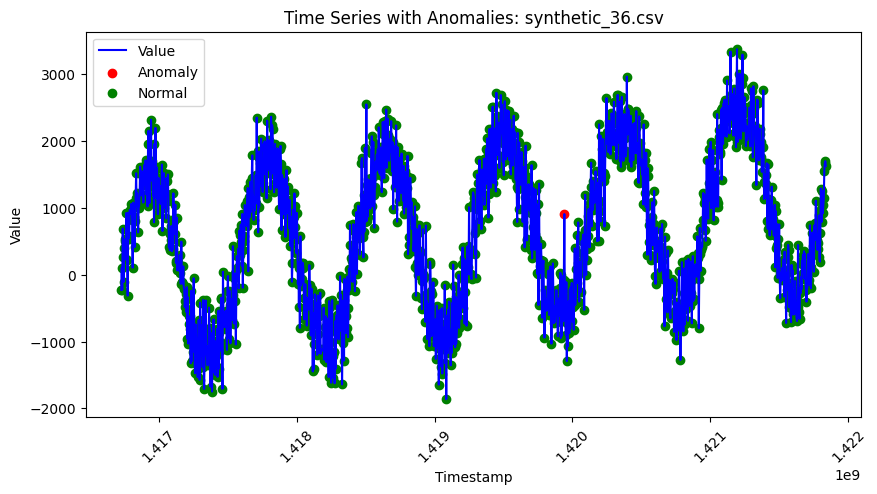 Time Series with Anomalies: synthetic_36.csv
Value
Anomaly
Normal
3000
2000
1000
0
−1000
−2000
Value
1.417
1.418
1.419
1.420
1.421
1.422
1e9
Timestamp